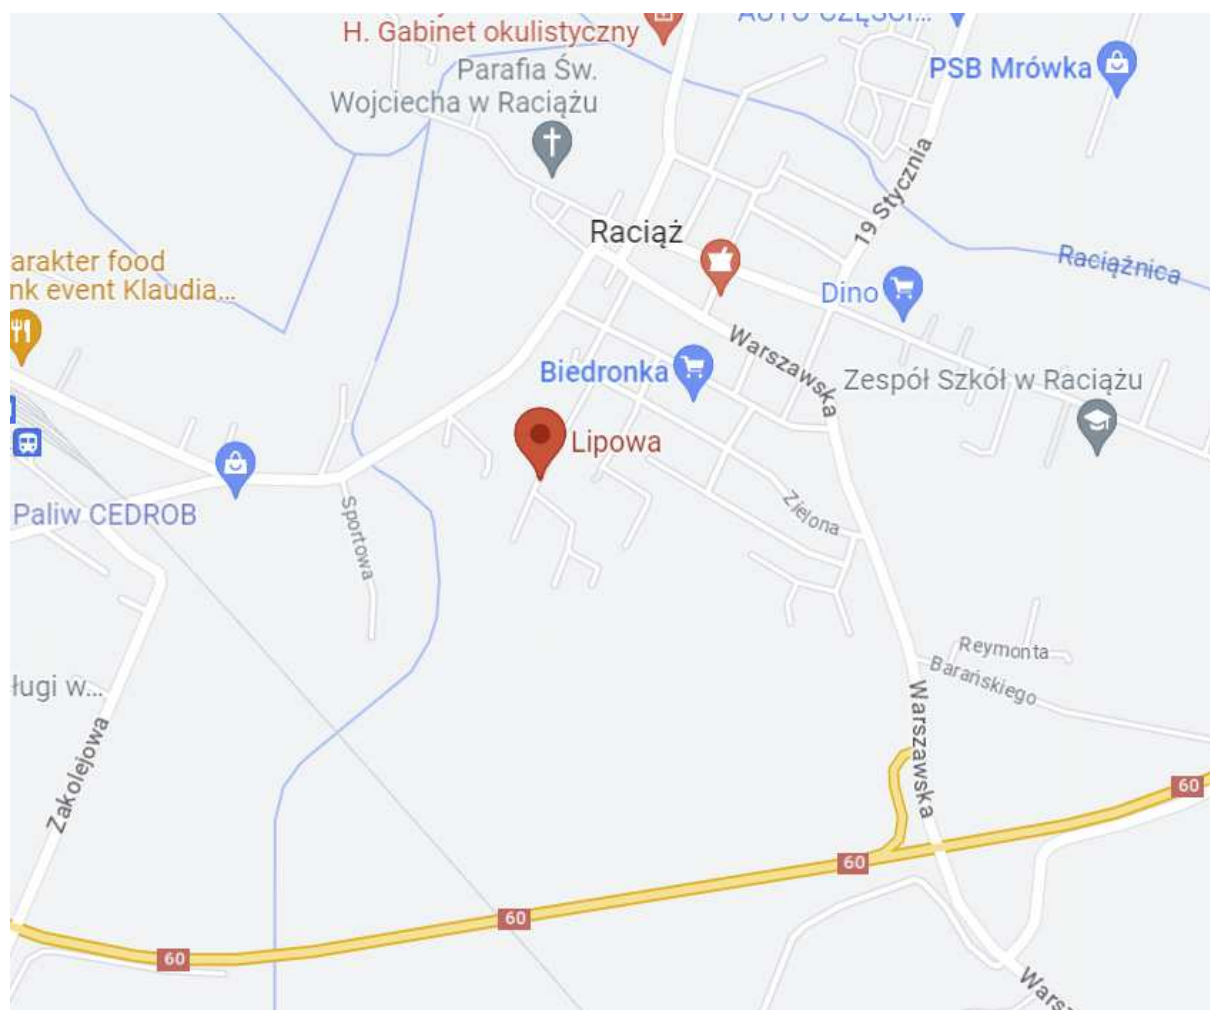 H. Gabinet okulistyczny
PSB Mrówka
Parafia Św.
Wojciecha w Raciążu
19 Stycznia
Raciąż
Raciążnica
arakter food
nk event Klaudia...
Dino
Warszawska
Biedronka
Zespół Szkół w Raciążu
Lipowa
Paliw CEDROB
Sportowa
Zielona
Reymonta
Barańskiego
ługi w...
Warszawska
Zakolejowa
60
60
60
60
Warsz